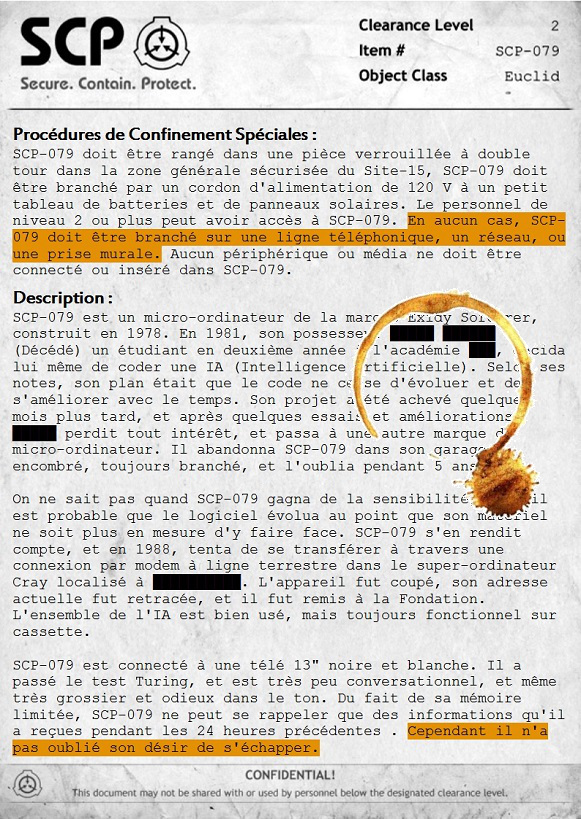 SCP
Secure. Contain. Protect.
Clearance Level 2
Item # SCP-079
Object Class Euclid
Procédures de Confinement Spéciales :
SCP-079 doit être rangé dans une pièce verrouillée à double
tour dans la zone générale sécurisée du Site-15, SCP-079 doit
être branché par un cordon d'alimentation de 120 V à un petit
tableau de batteries et de panneaux solaires. Le personnel de
niveau 2 ou plus peut avoir accès à SCP-079. En aucun cas, SCP-
079 doit être branché sur une ligne téléphonique, un réseau, ou
une prise murale. Aucun périphérique ou média ne doit être
connecté ou inséré dans SCP-079.
Description :
SCP-079 est un micro-ordinateur de la marque Exidy Sorcerer,
construit en 1978. En 1981, son possesseur
(Décédé) un étudiant en deuxième année à l'académie , décida
lui même de coder une IA (Intelligence Artificielle). Selon ses
notes, son plan était que le code ne cesse d'évoluer et de
s'améliorer avec le temps. Son projet a été achevé quelques
mois plus tard, et après quelques essais et améliorations
perdit tout intérêt, et passa à une autre marque de
micro-ordinateur. Il abandonna SCP-079 dans son garage
encombré, toujours branché, et l'oublia pendant 5 ans
On ne sait pas quand SCP-079 gagna de la sensibilité, il
est probable que le logiciel évolua au point que son matériel
ne soit plus en mesure d'y faire face. SCP-079 s'en rendit
compte, et en 1988, tenta de se transférer à travers une
connexion par modem à ligne terrestre dans le super-ordinateur
Cray localisé à . L'appareil fut coupé, son adresse
actuelle fut retracée, et il fut remis à la Fondation.
L'ensemble de l'IA est bien usé, mais toujours fonctionnel sur
cassette.
SCP-079 est connecté à une télé 13" noire et blanche. Il a
passé le test Turing, et est très peu conversationnel, et même
très grossier et odieux dans le ton. Du fait de sa mémoire
limitée, SCP-079 ne peut se rappeler que des informations qu'il
a reçues pendant les 24 heures précédentes . Cependant il n'a
pas oublié son désir de s'échapper.
CONFIDENTIAL!
This document may not be shared with or used by personnel below the designated clearance level.